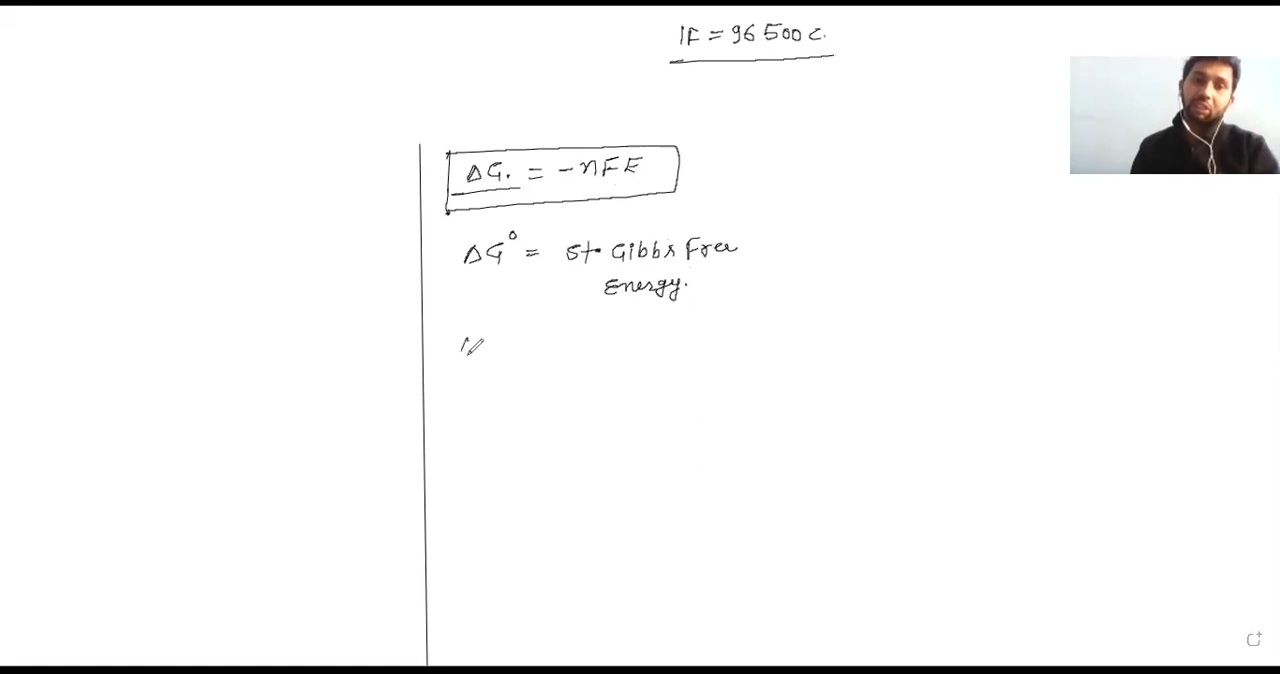 1F = 96500 C.
ΔG. = -nFE
ΔG° = St. Gibbs Free
Energy.